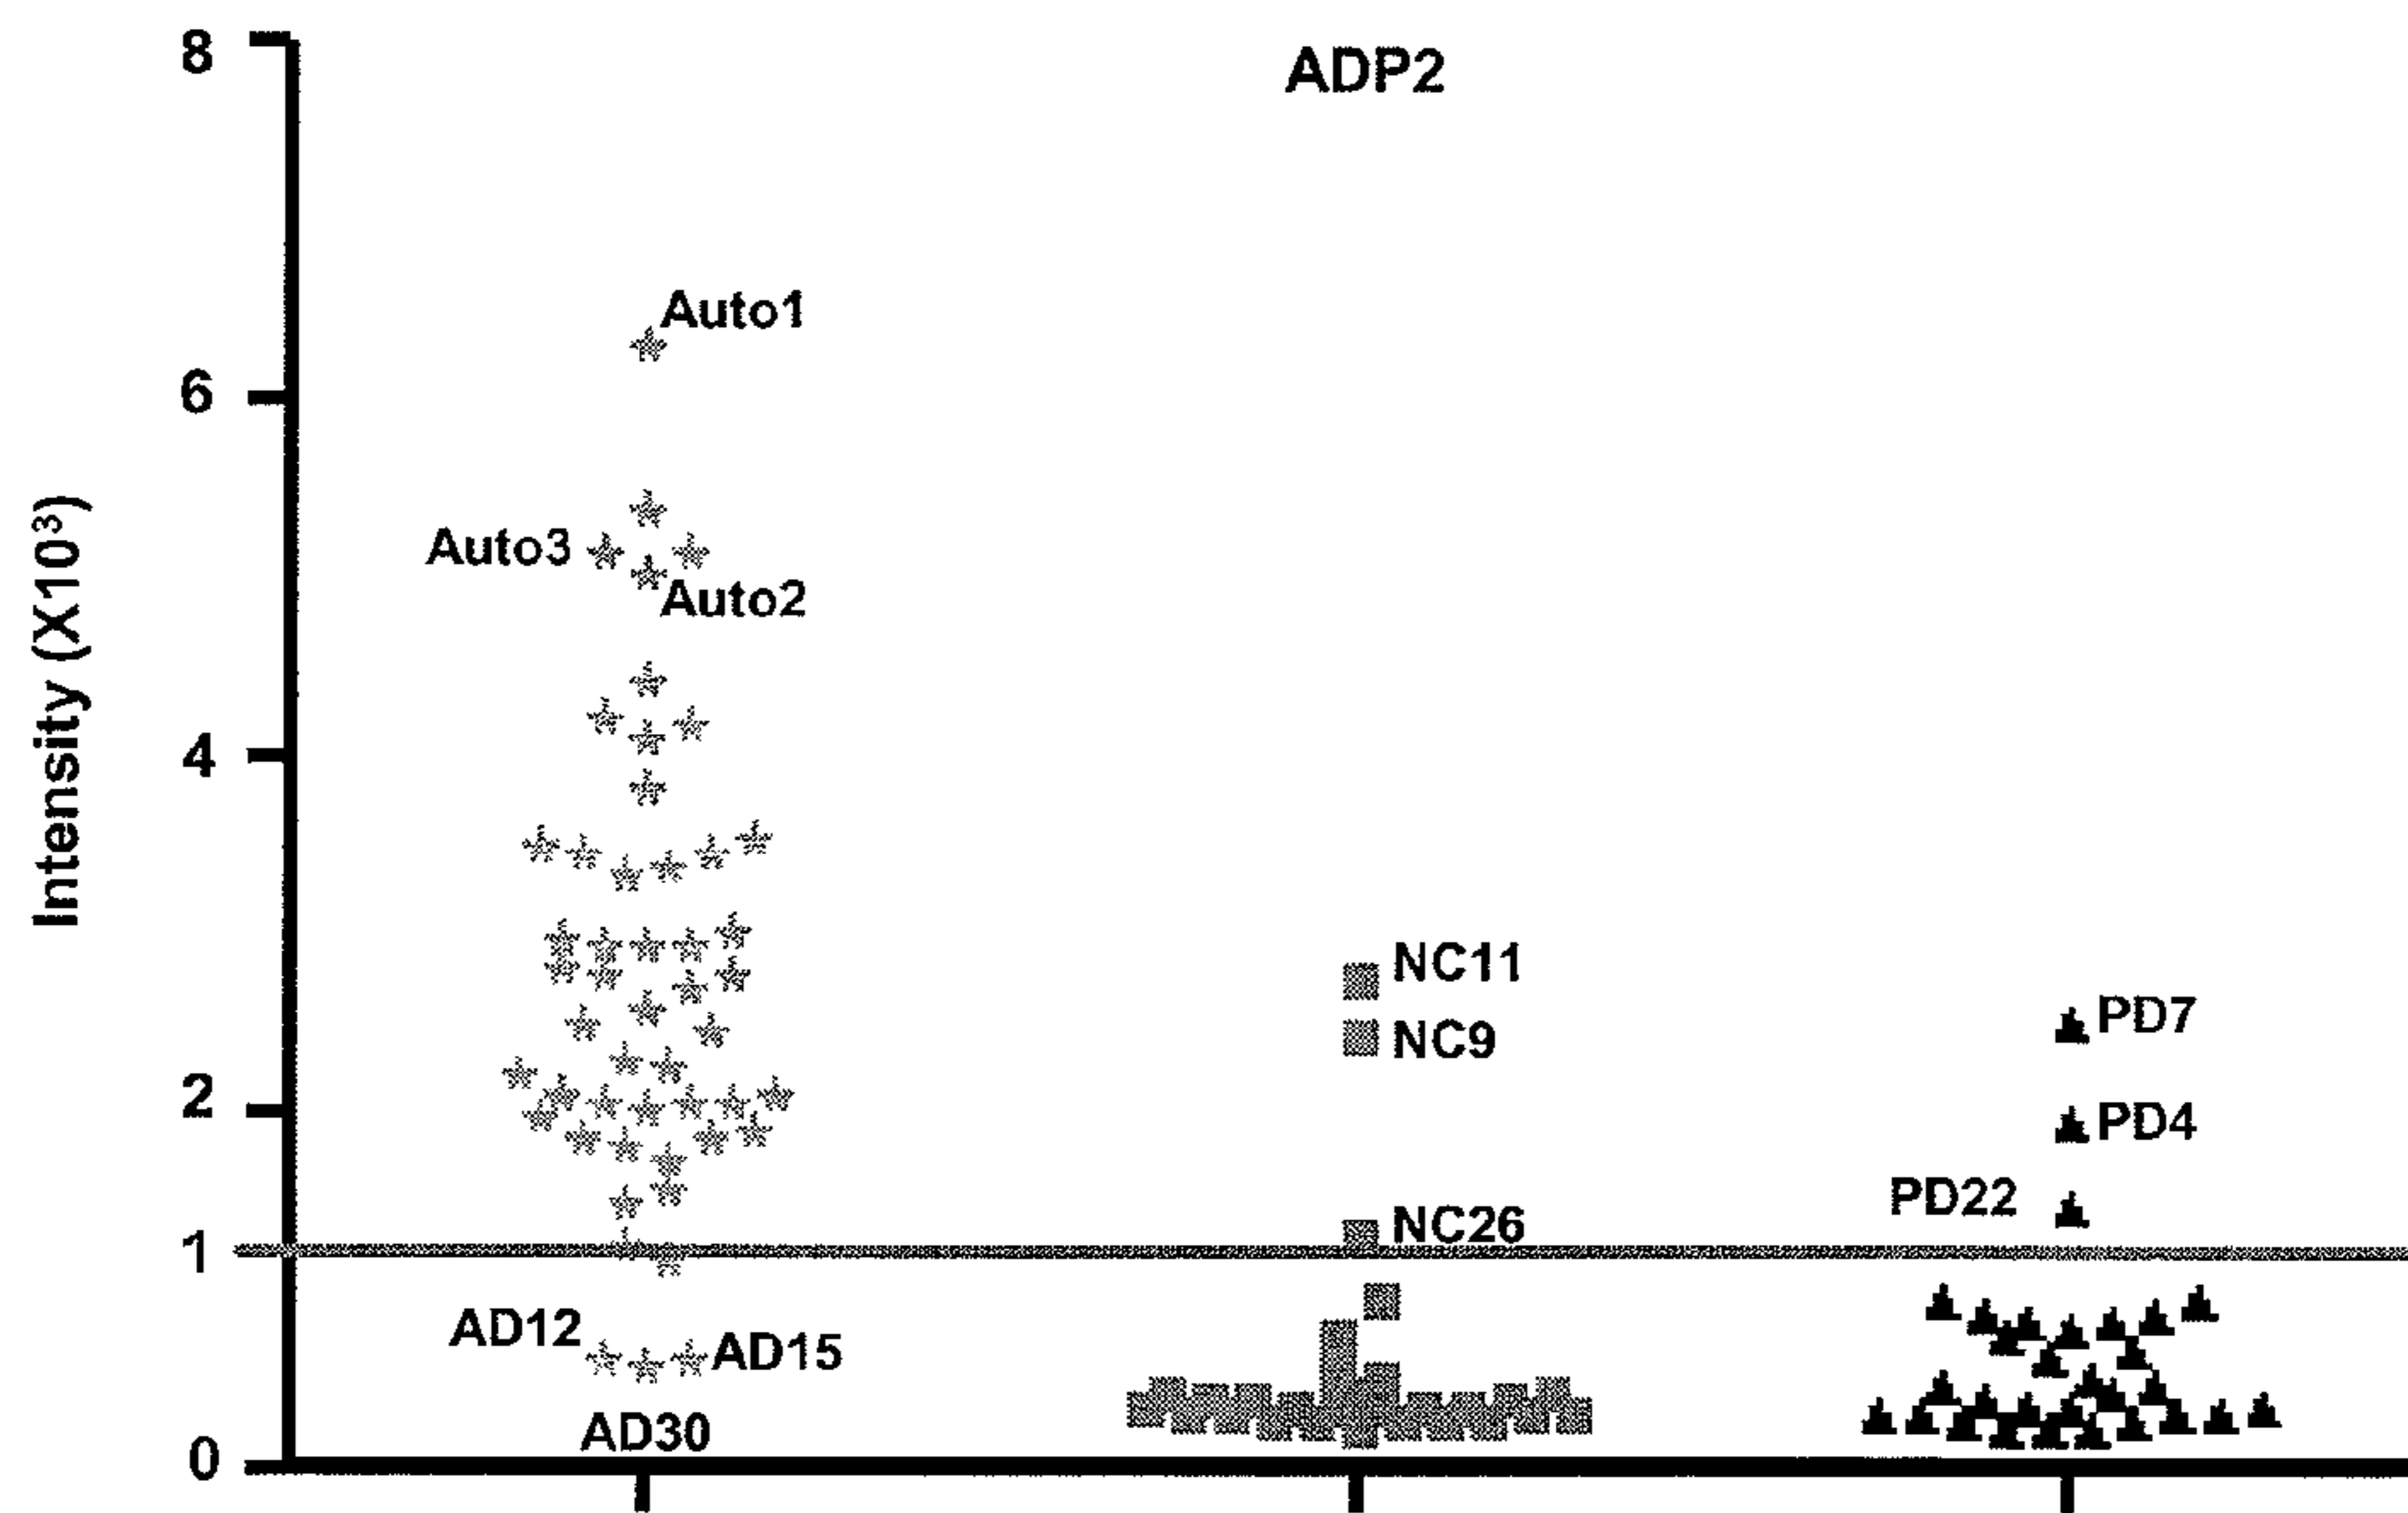 ADP2
Intensity (X10³)
8
6
4
2
1
0
Auto1
Auto3
Auto2
AD12
AD15
AD30
NC11
NC9
NC26
PD7
PD4
PD22